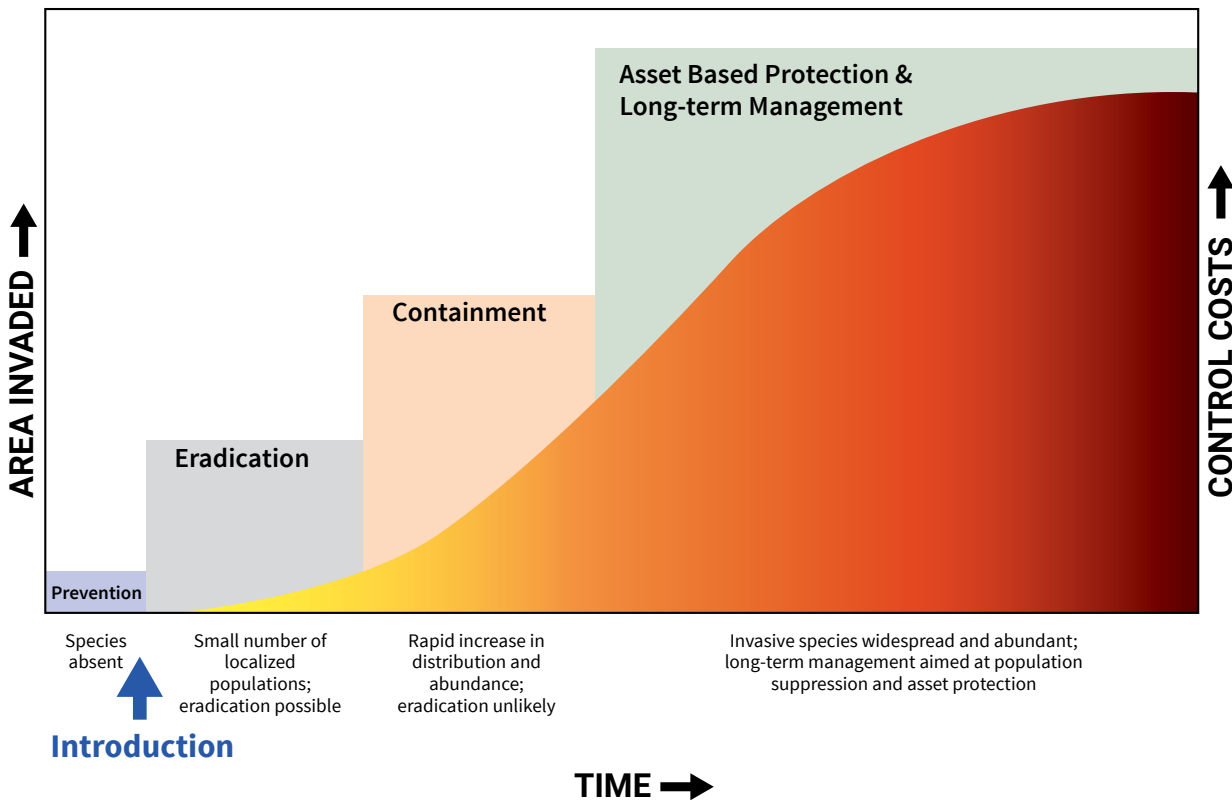 Asset Based Protection &
Long-term Management
Containment
Eradication
Prevention
AREA INVADED
CONTROL COSTS
Species
absent
Small number of
localized
populations;
eradication possible
Rapid increase in
distribution and
abundance;
eradication unlikely
Invasive species widespread and abundant;
long-term management aimed at population
suppression and asset protection
Introduction
TIME